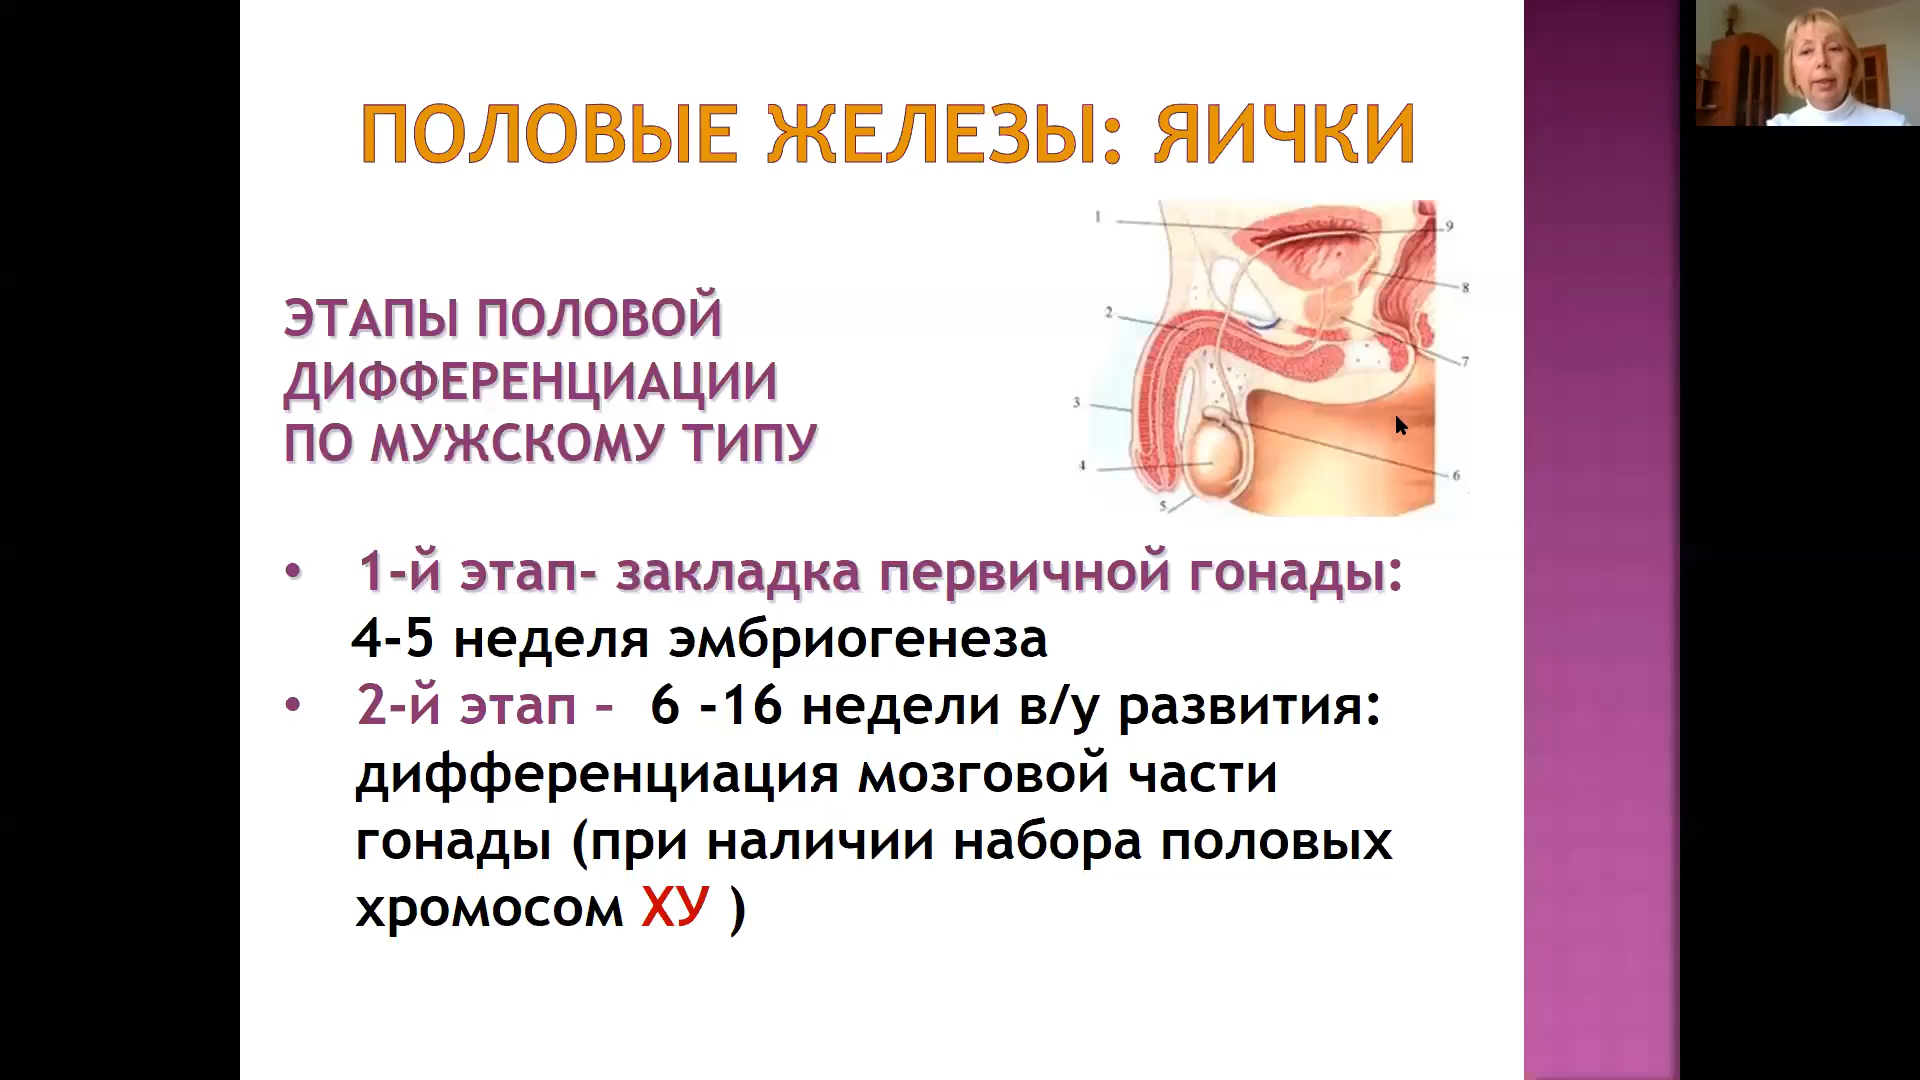 ПОЛОВЫЕ ЖЕЛЕЗЫ: ЯИЧКИ
ЭТАПЫ ПОЛОВОЙ
ДИФФЕРЕНЦИАЦИИ
ПО МУЖСКОМУ ТИПУ
1
2
3
4
5
9
8
7
6
• 1-й этап- закладка первичной гонады:
4-5 неделя эмбриогенеза
• 2-й этап – 6 -16 недели в/у развития:
дифференциация мозговой части
гонады (при наличии набора половых
хромосом ХУ )